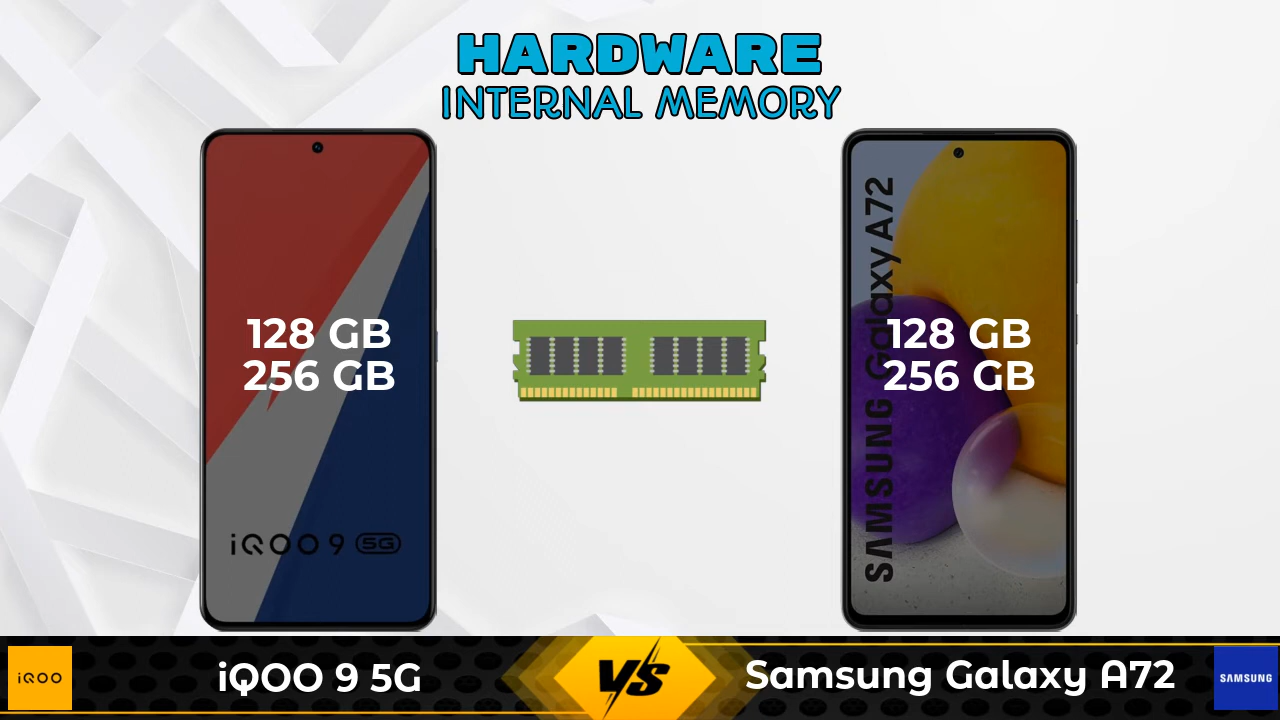 HARDWARE
INTERNAL MEMORY
128 GB
256 GB
iQOO 9 5G
128 GB
256 GB
SAMSUNG Galaxy A72
iQOO
iQOO 9 5G
VS
Samsung Galaxy A72
SAMSUNG